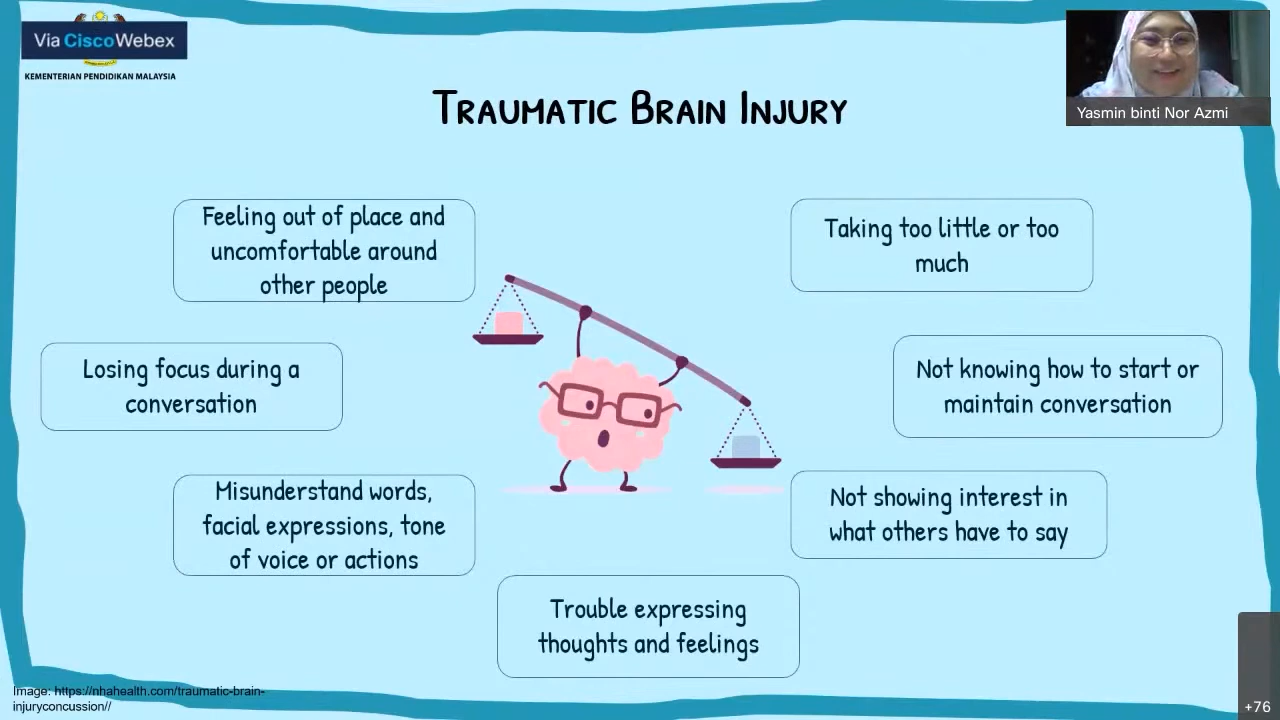 Via CiscoWebex
KEMENTERIAN PENDIDIKAN MALAYSIA
Yasmin binti Nor Azmi
TRAUMATIC BRAIN INJURY
Feeling out of place and
uncomfortable around
other people
Taking too little or too
much
Losing focus during a
conversation
Not knowing how to start or
maintain conversation
Misunderstand words,
facial expressions, tone
of voice or actions
Not showing interest in
what others have to say
Trouble expressing
thoughts and feelings
Image: https://nhahealth.com/traumatic-brain-
injuryconcussion//
+76